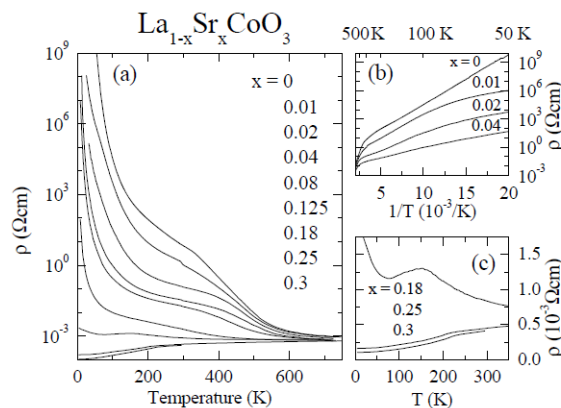 La1-xSrxCoO3
500K 100 K 50 K
(a)
x = 0
0.01
0.02
0.04
0.08
0.125
0.18
0.25
0.3
10^9
10^6
10^3
10^0
10^-3
ρ (Ωcm)
0 200 400 600
Temperature (K)
(b)
x = 0
0.01
0.02
0.04
10^9
10^6
10^3
10^0
10^-3
ρ (Ωcm)
5 10 15 20
1/T (10^-3/K)
(c)
x = 0.18
0.25
0.3
1.5
1.0
0.5
0.0
ρ (10^-3Ωcm)
0 100 200 300
T (K)